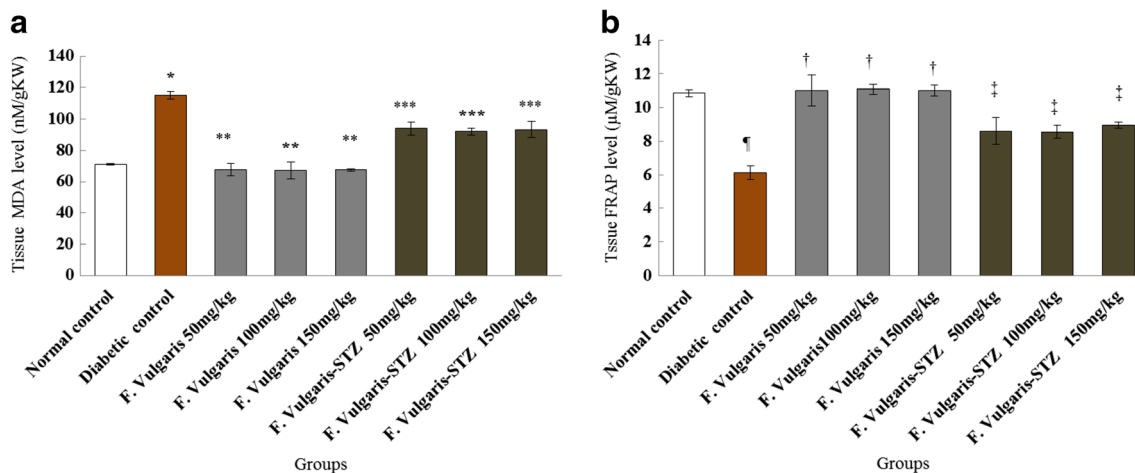 a
Tissue MDA level (nM/gKW)
140
120
100
80
60
40
20
0
*
**
**
**
***
***
***
Normal control
Diabetic control
F. Vulgaris 50mg/kg
F. Vulgaris 100mg/kg
F. Vulgaris 150mg/kg
F. Vulgaris-STZ 50mg/kg
F. Vulgaris-STZ 100mg/kg
F. Vulgaris-STZ 150mg/kg
Groups
b
Tssue FRAP level (µM/gKW)
14
12
10
8
6
4
2
0
¶
†
†
†
‡
‡
‡
Normal control
Diabetic control
F. Vulgaris 50mg/kg
F. Vulgaris100mg/kg
F. Vulgaris 150mg/kg
F. Vulgaris-STZ 50mg/kg
F. Vulgaris-STZ 100mg/kg
F. Vulgaris-STZ 150mg/kg
Groups